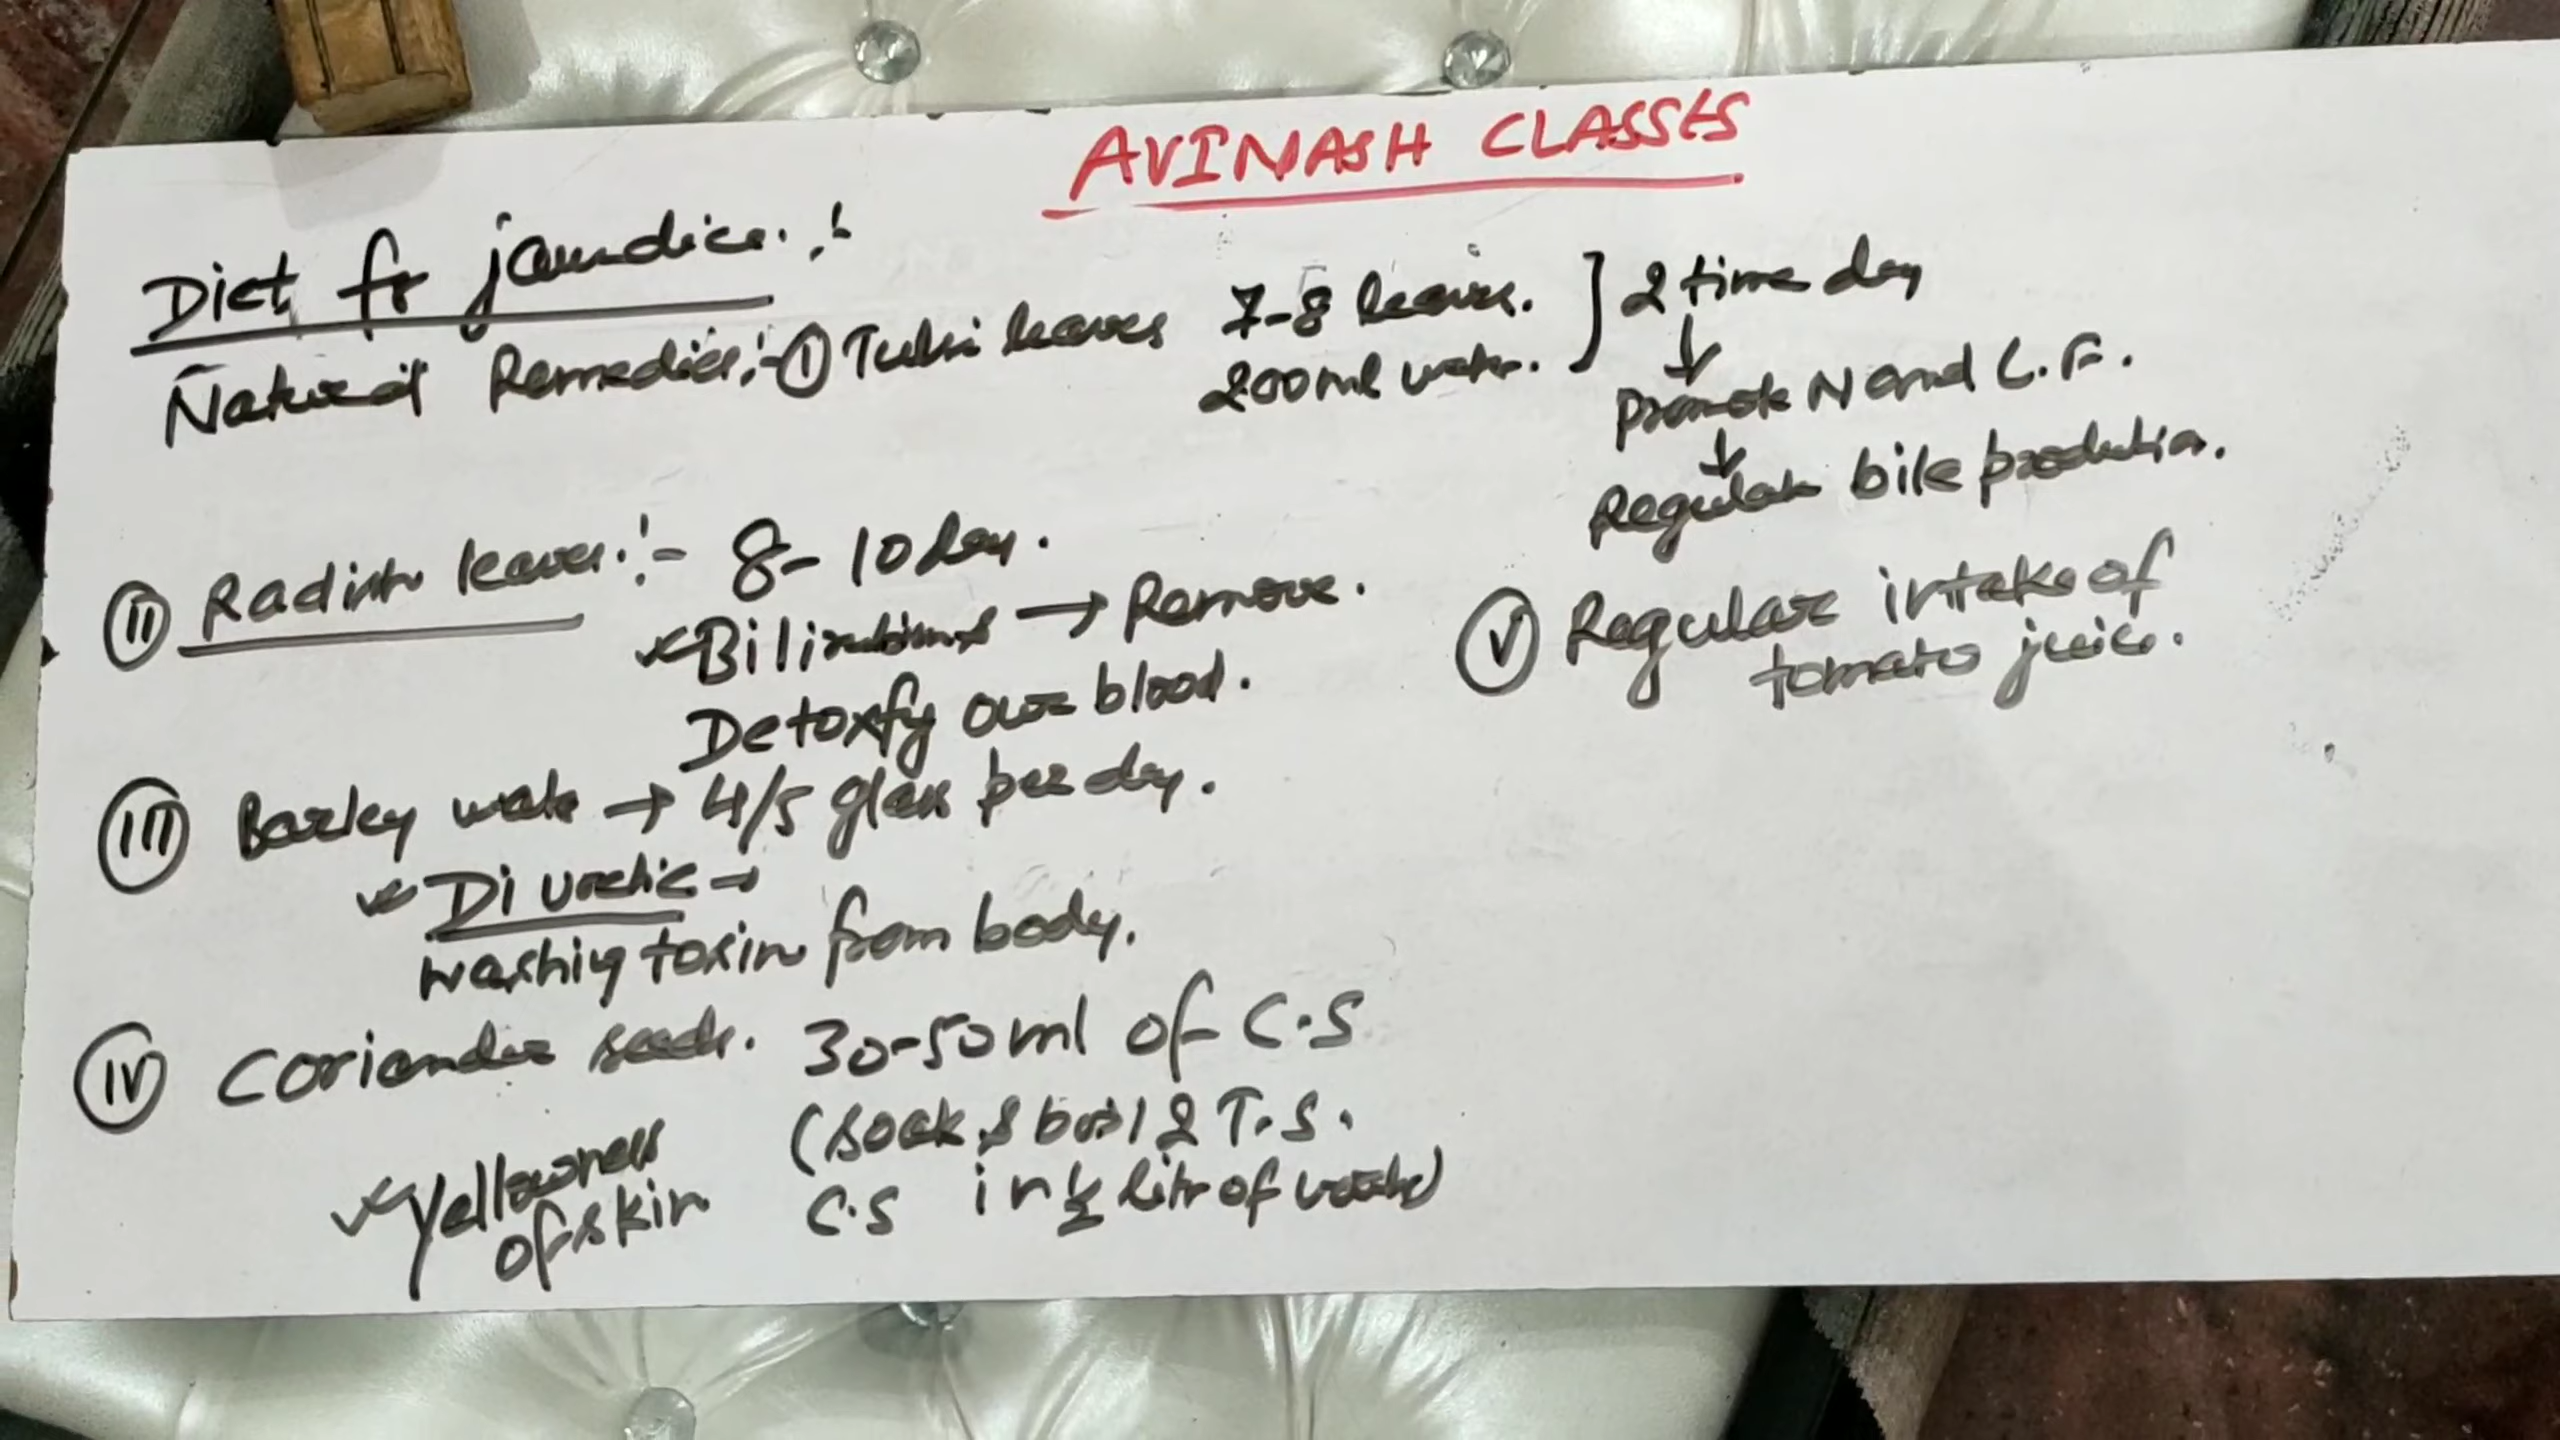 AVINASH CLASSES
Diet fr jaundice :
Natural Remedies :- (I) Tulsi leaves 7-8 leaves. ] 2 time day
200ml water.
↓
Promote Normal L.F.
↓
Regular bile production.
(II) Radish leaves :- 8-10 day.
* Bilirubins → Remove.
Detoxfy our blood.
(III) Barley water → 4/5 glass per day.
* Diuretic →
washing toxin from body.
(IV) Coriander seeds. 30-50ml of C.S
(soak & boil 2 T.S.
C.S in ½ litr of water)
* Yellowness
of skin
(V) Regular intake of
tomato juice.